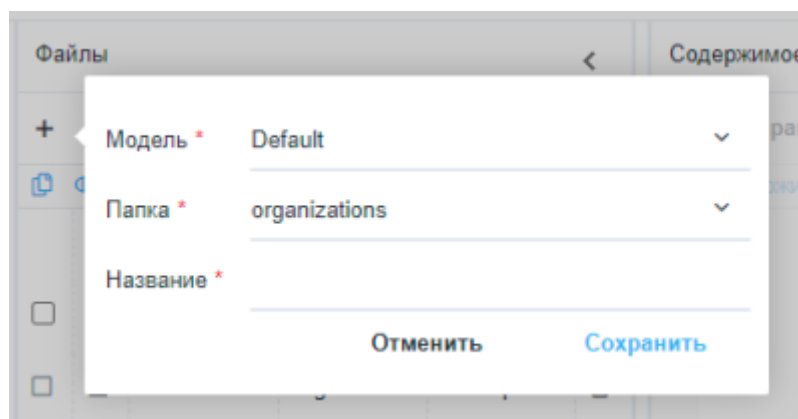 Файлы
Содержимое
Модель * Default
Папка * organizations
Название *
Отменить Сохранить